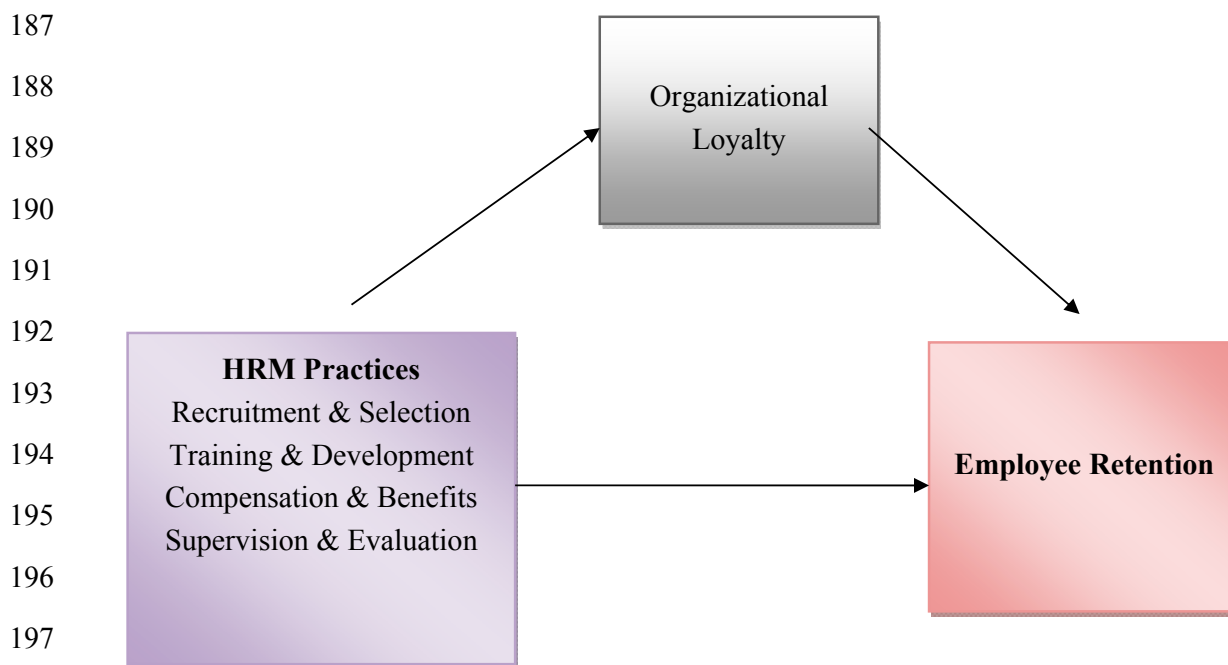 187
188
189
190
191
192
193
194
195
196
197
Organizational
Loyalty
HRM Practices
Recruitment & Selection
Training & Development
Compensation & Benefits
Supervision & Evaluation
Employee Retention